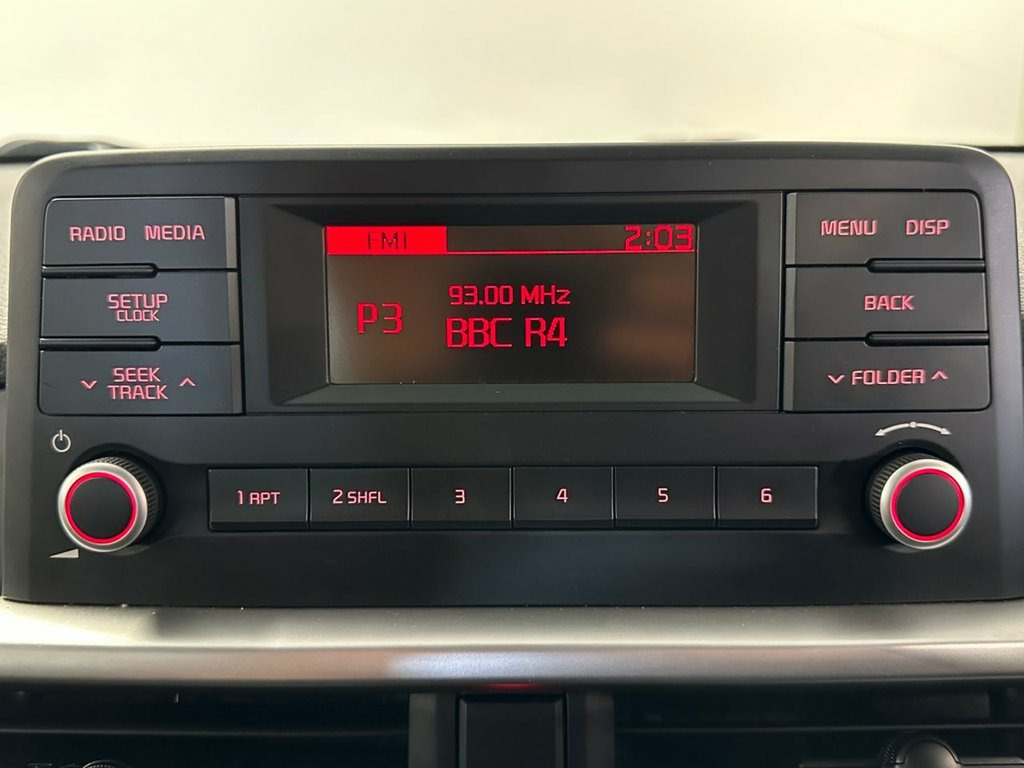 RADIO MEDIA
SETUP
CLOCK
SEEK
TRACK
FM1 2:03
93.00 MHz
P3
BBC R4
MENU DISP
BACK
FOLDER
1 RPT
2 SHFL
3
4
5
6